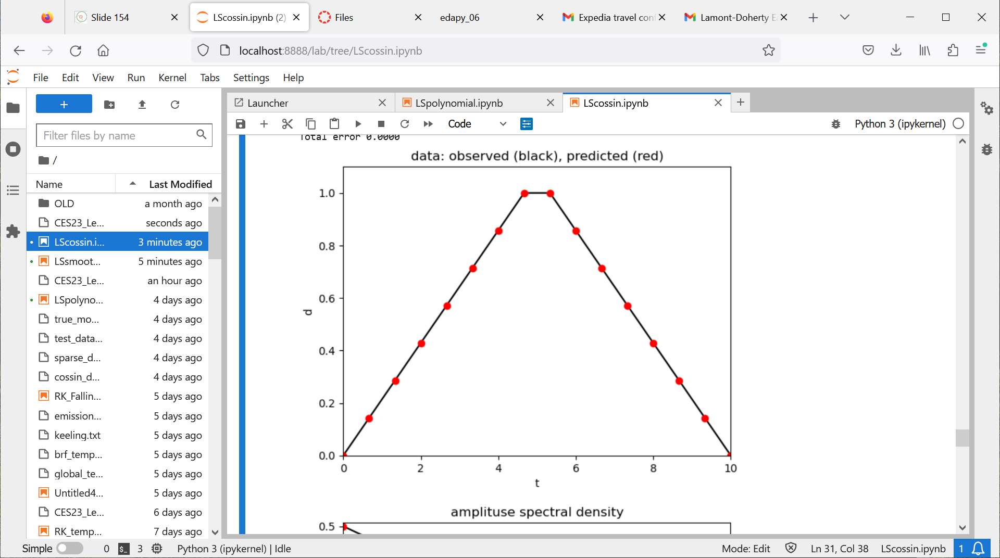 Slide 154
LScossin.ipynb (2)
Files
edapy_06
Expedia travel con
Lamont-Doherty E
localhost:8888/lab/tree/LScossin.ipynb
File Edit View Run Kernel Tabs Settings Help
Launcher
LSpolynomial.ipynb
LScossin.ipynb
Code
Python 3 (ipykernel)
Filter files by name
/
Name Last Modified
OLD a month ago
CES23_Le... seconds ago
LScossin.i... 3 minutes ago
LSsmoot... 5 minutes ago
CES23_Le... an hour ago
LSpolyno... 4 days ago
true_mo... 4 days ago
test_data... 4 days ago
sparse_d... 4 days ago
cossin_d... 4 days ago
RK_Fallin... 5 days ago
emission... 5 days ago
keeling.txt 5 days ago
brf_temp... 5 days ago
global_te... 5 days ago
Untitled4... 5 days ago
CES23_Le... 6 days ago
RK_temp... 7 days ago
Total error 0.0000
data: observed (black), predicted (red)
1.0
0.8
0.6
0.4
0.2
0.0
d
0 2 4 6 8 10
t
amplituse spectral density
0.5
Simple 0 $_ 3 Python 3 (ipykernel) | Idle
Mode: Edit Ln 31, Col 38 LScossin.ipynb 1